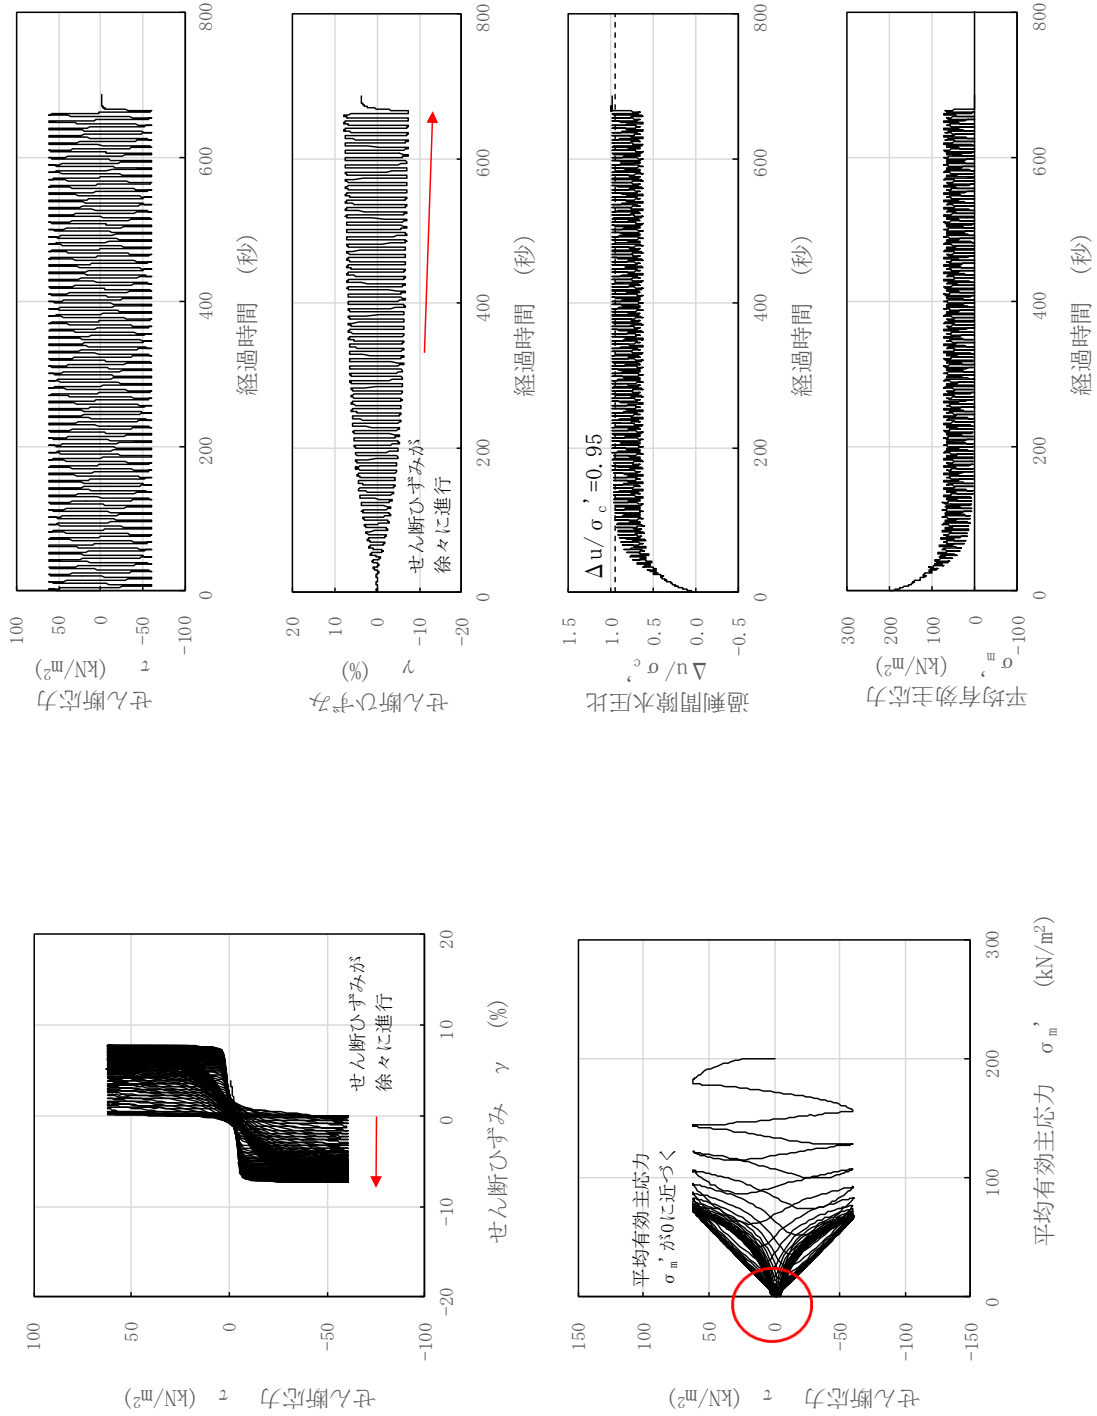 100
50
0
-50
-100
せん断応力
τ (kN/m²)
0
200
400
600
800
経過時間 (秒)
20
10
0
-10
-20
せん断ひずみ
γ (%)
せん断ひずみが
徐々に進行
0
200
400
600
800
経過時間 (秒)
1.5
1.0
0.5
0.0
-0.5
過剰間隙水圧比
Δu/σc'
Δu/σc'=0.95
0
200
400
600
800
経過時間 (秒)
300
200
100
0
-100
平均有効主応力
σm' (kN/m²)
0
200
400
600
800
経過時間 (秒)
100
50
0
-50
-100
せん断応力 τ (kN/m²)
せん断ひずみが
徐々に進行
-20
-10
0
10
20
せん断ひずみ γ (%)
150
100
50
0
-50
-100
-150
せん断応力 τ (kN/m²)
平均有効主応力
σm'が0に近づく
0
100
200
300
平均有効主応力 σm' (kN/m²)